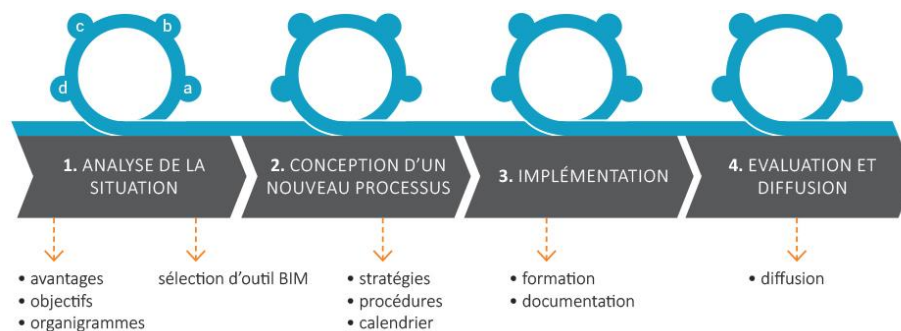 c b
d a
1. ANALYSE DE LA
SITUATION
2. CONCEPTION D'UN
NOUVEAU PROCESSUS
3. IMPLÉMENTATION
4. EVALUATION ET
DIFFUSION
• avantages
• objectifs
• organigrammes
sélection d'outil BIM
• stratégies
• procédures
• calendrier
• formation
• documentation
• diffusion